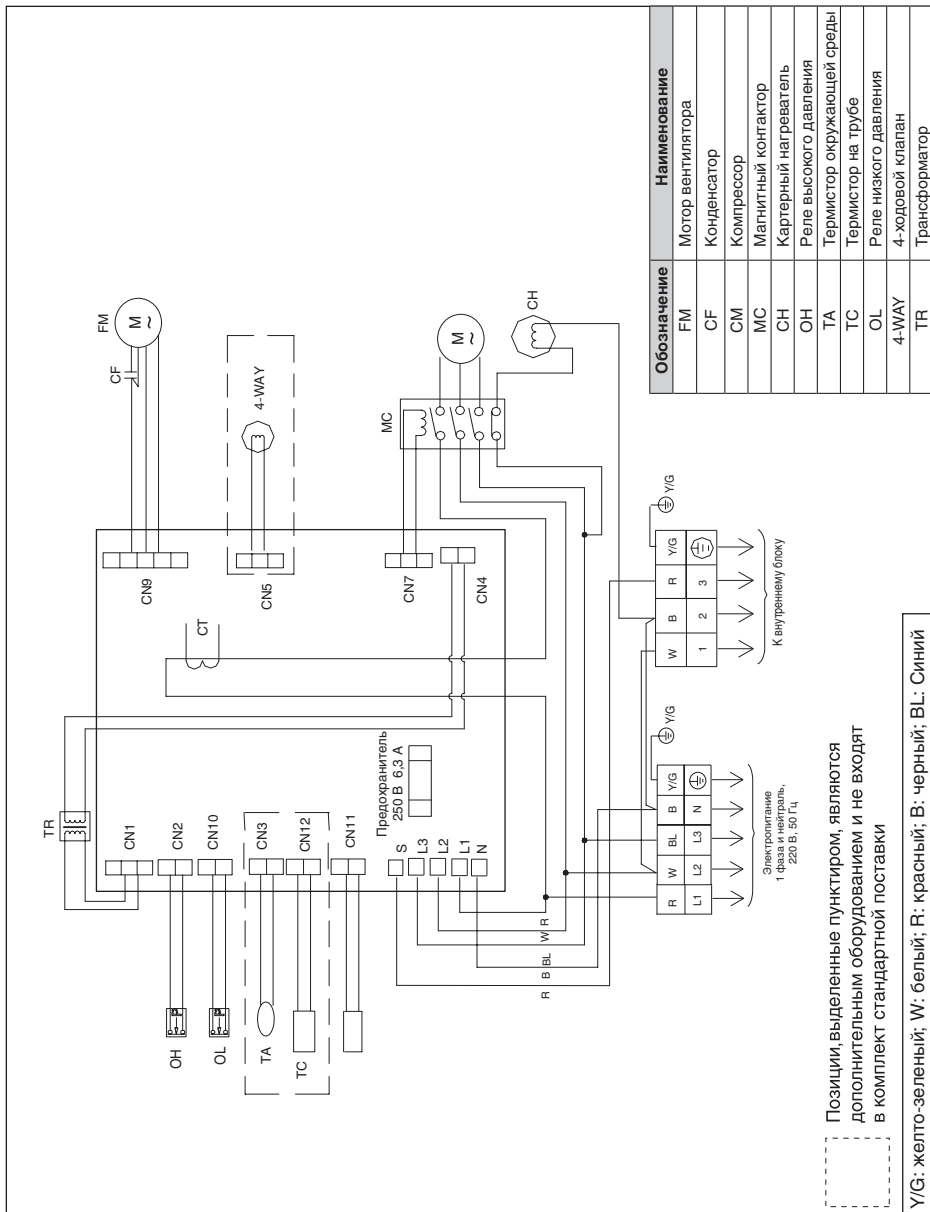 FM
CF
M
~
4-WAY
MC
M
~
CH
CN9
CN5
CN7
CN4
CT
TR
Предохранитель
250 В 6,3 А
CN1
CN2
CN10
CN3
CN12
CN11
S
L3
L2
L1
N
OH
OL
TA
TC
R B BL W R
Y/G
R W BL B Y/G
L1 L2 L3 N
Электропитание
1 фаза и нейтраль,
220 В, 50 Гц
Y/G
W B R Y/G
1 2 3
К внутреннему блоку
Обозначение Наименование
FM Мотор вентилятора
CF Конденсатор
CM Компрессор
MC Магнитный контактор
CH Картерный нагреватель
OH Реле высокого давления
TA Термистор окружающей среды
TC Термистор на трубе
OL Реле низкого давления
4-WAY 4-ходовой клапан
TR Трансформатор
Позиции,выделенные пунктиром, являются
дополнительным оборудованием и не входят
в комплект стандартной поставки
Y/G: желто-зеленый; W: белый; R: красный; B: черный; BL: Синий